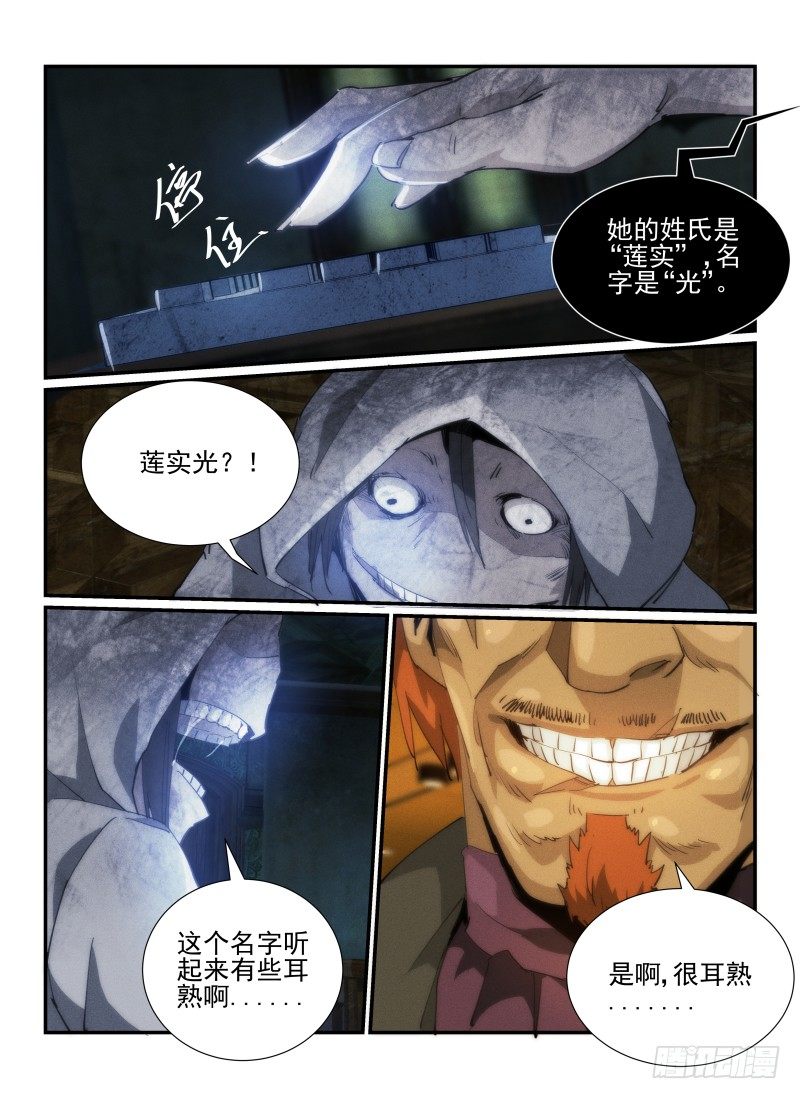 停
住
她的姓氏是
“莲实”,名
字是“光”。
莲实光?!
这个名字听
起来有些耳
熟啊......
是啊,很耳熟
.......
腾讯动漫